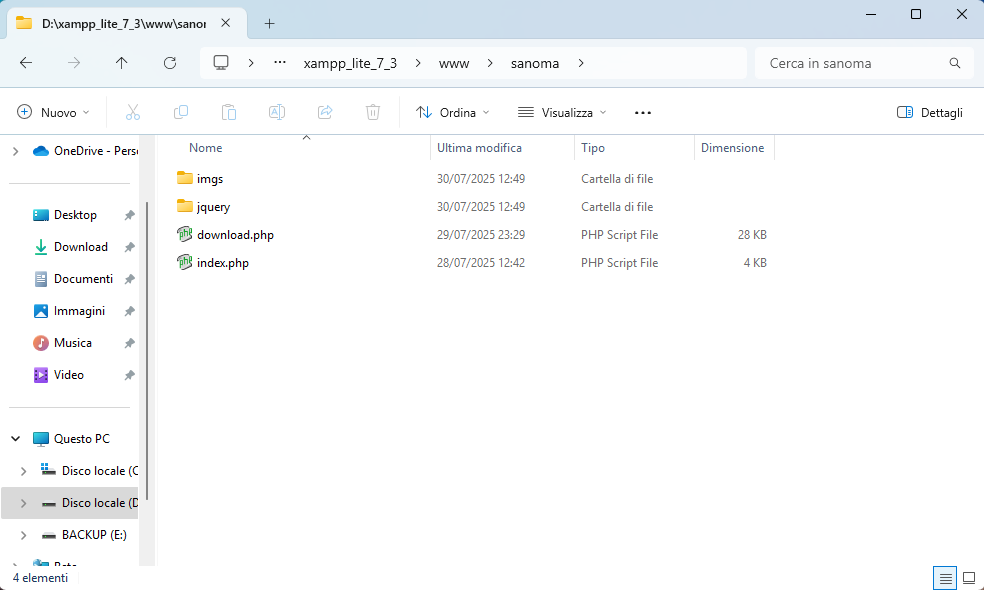 D:\xampp_lite_7_3\www\sanor
xampp_lite_7_3 www sanoma
Cerca in sanoma
Nuovo Ordina Visualizza Dettagli
OneDrive - Perso
Nome Ultima modifica Tipo Dimensione
imgs 30/07/2025 12:49 Cartella di file
jquery 30/07/2025 12:49 Cartella di file
download.php 29/07/2025 23:29 PHP Script File 28 KB
index.php 28/07/2025 12:42 PHP Script File 4 KB
Desktop
Download
Documenti
Immagini
Musica
Video
Questo PC
Disco locale (C
Disco locale (D
BACKUP (E:)
4 elementi